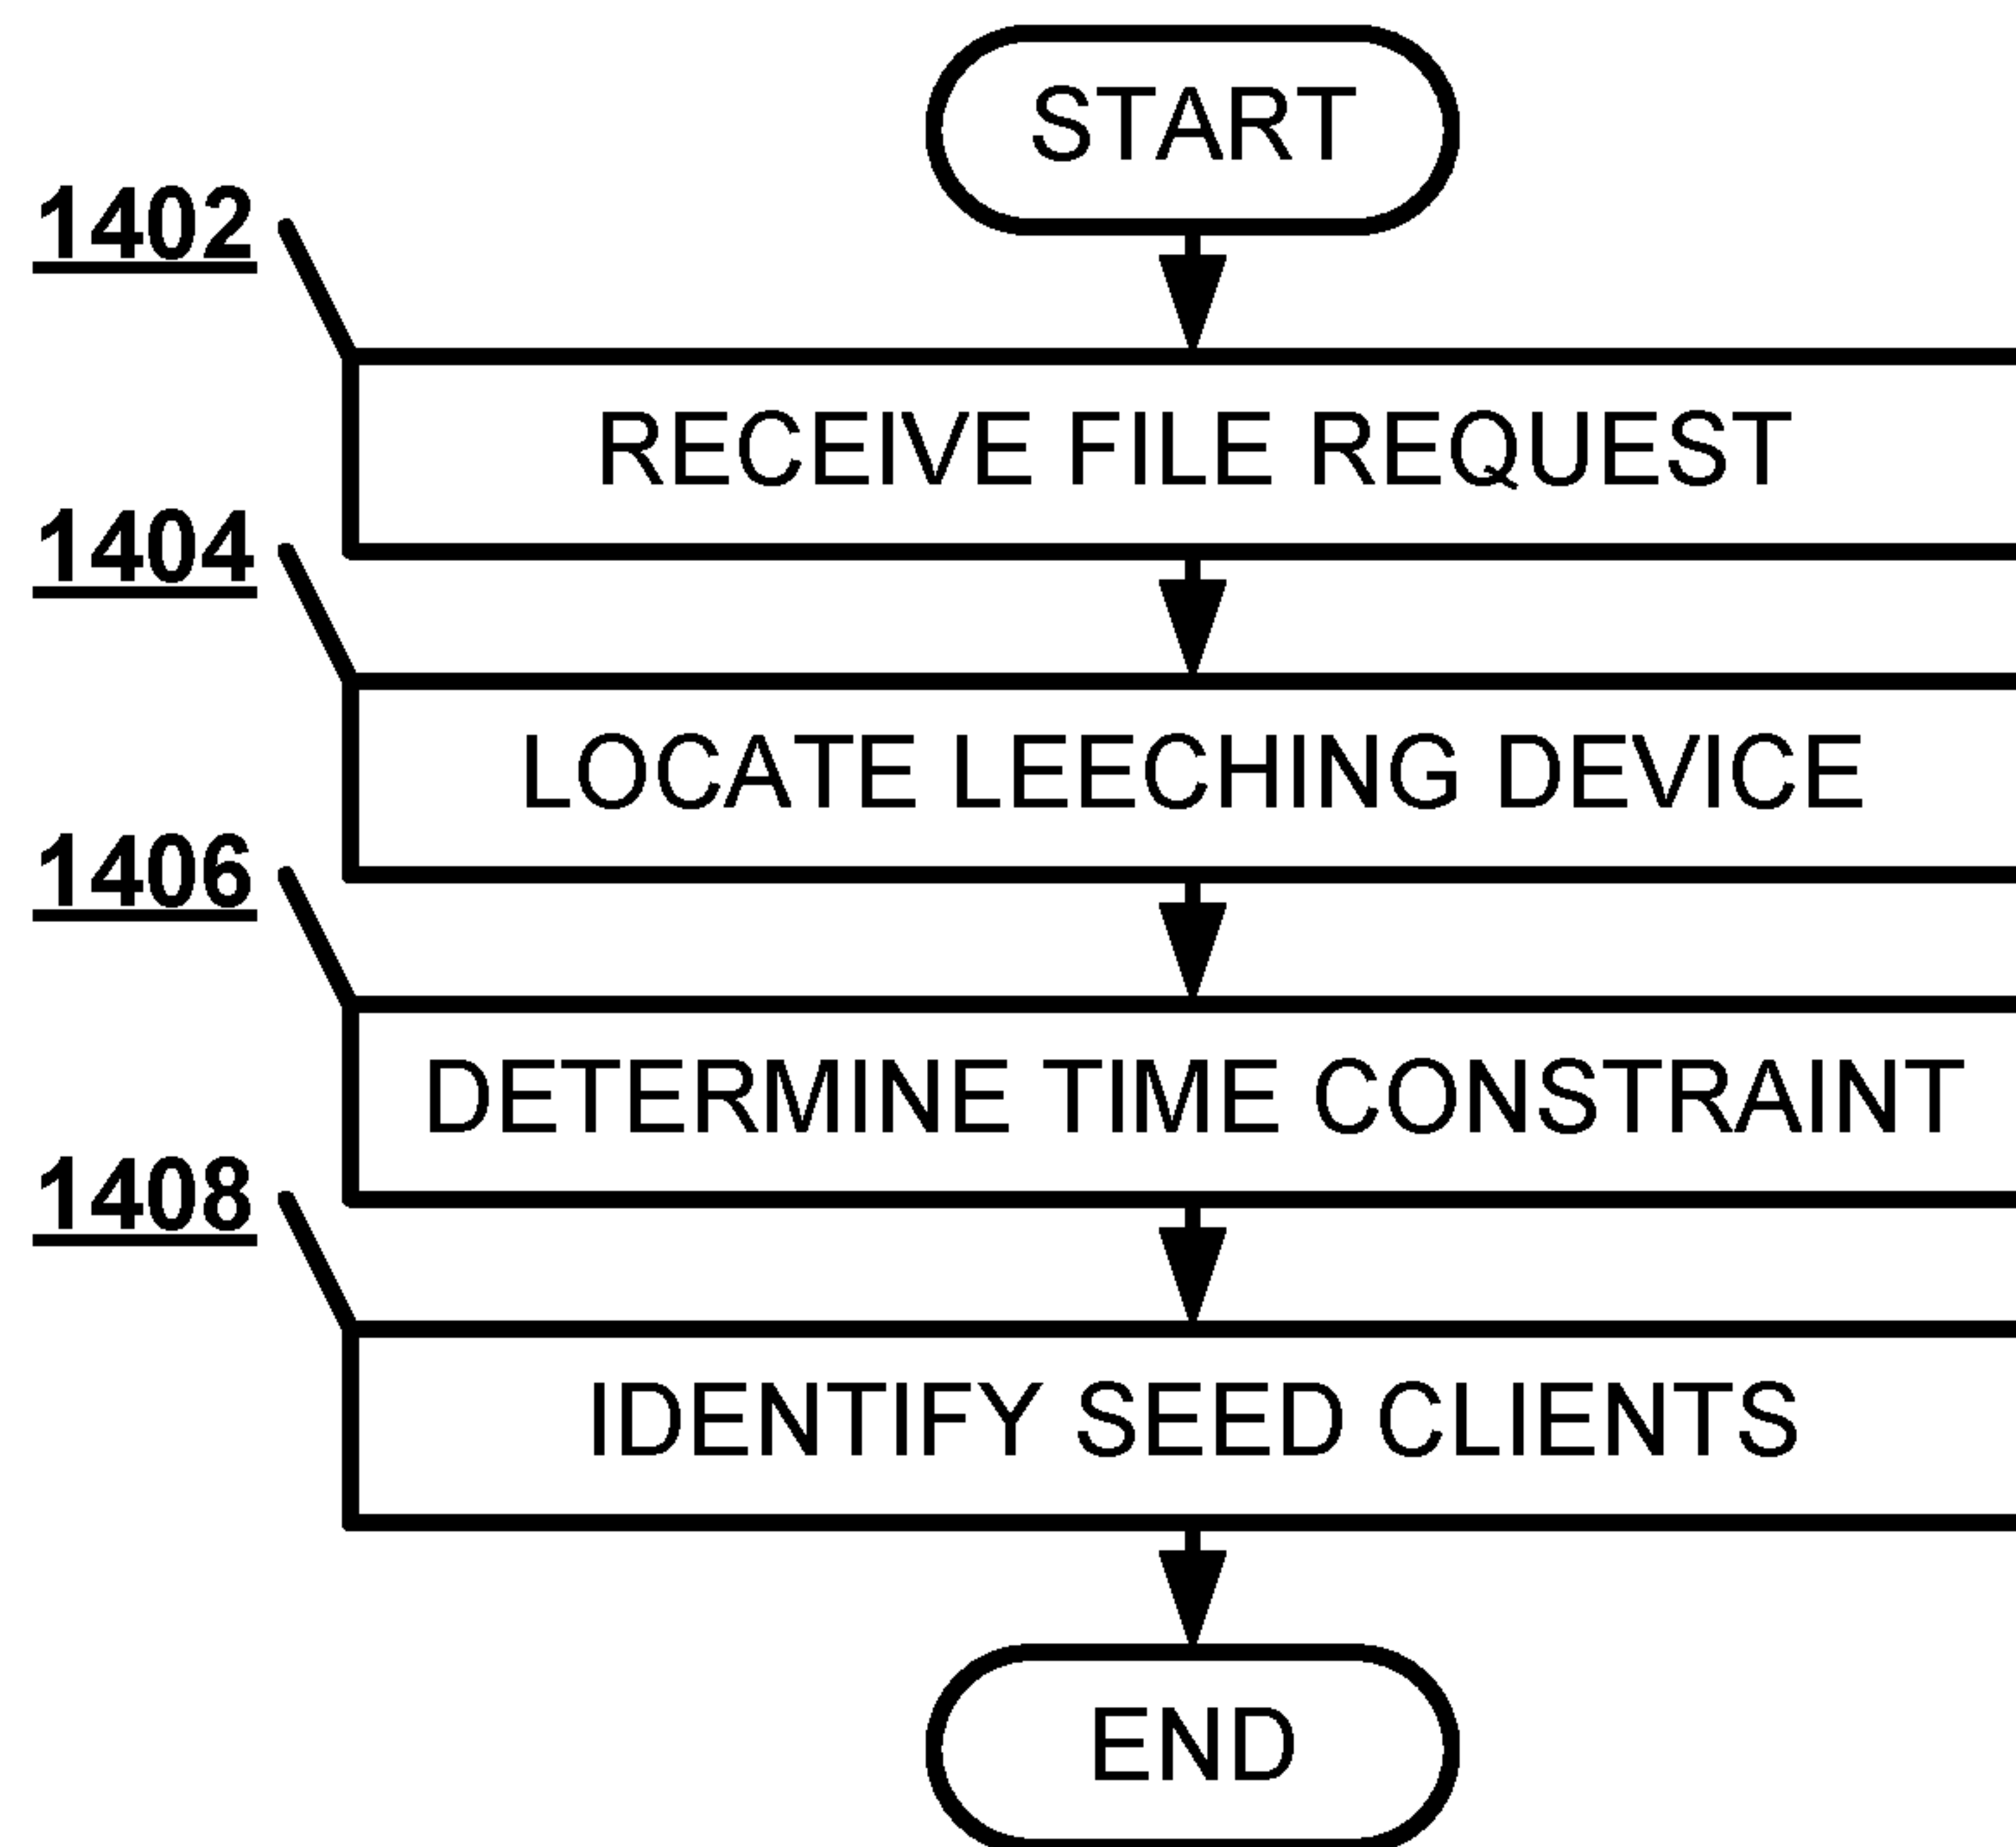 START
1402
RECEIVE FILE REQUEST
1404
LOCATE LEECHING DEVICE
1406
DETERMINE TIME CONSTRAINT
1408
IDENTIFY SEED CLIENTS
END